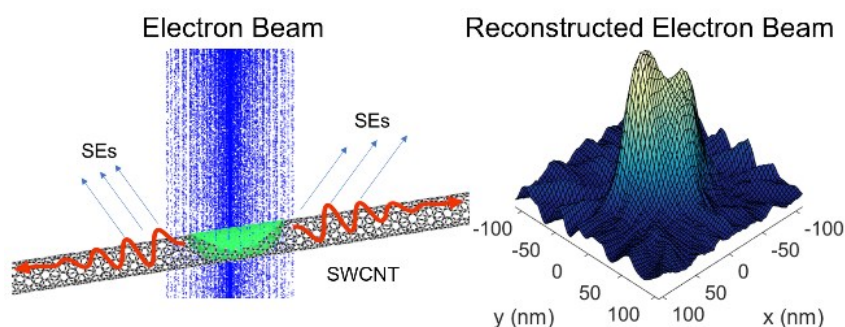 Electron Beam
SEs
SEs
SWCNT
Reconstructed Electron Beam
-100
-50
0
50
100
y (nm)
-100
-50
0
50
100
x (nm)